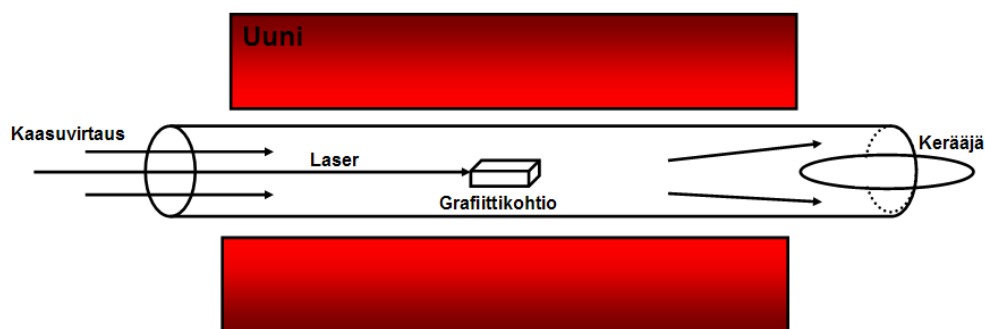 Uuni
Kaasuvirtaus
Laser
Kerääjä
Grafiittikohtio